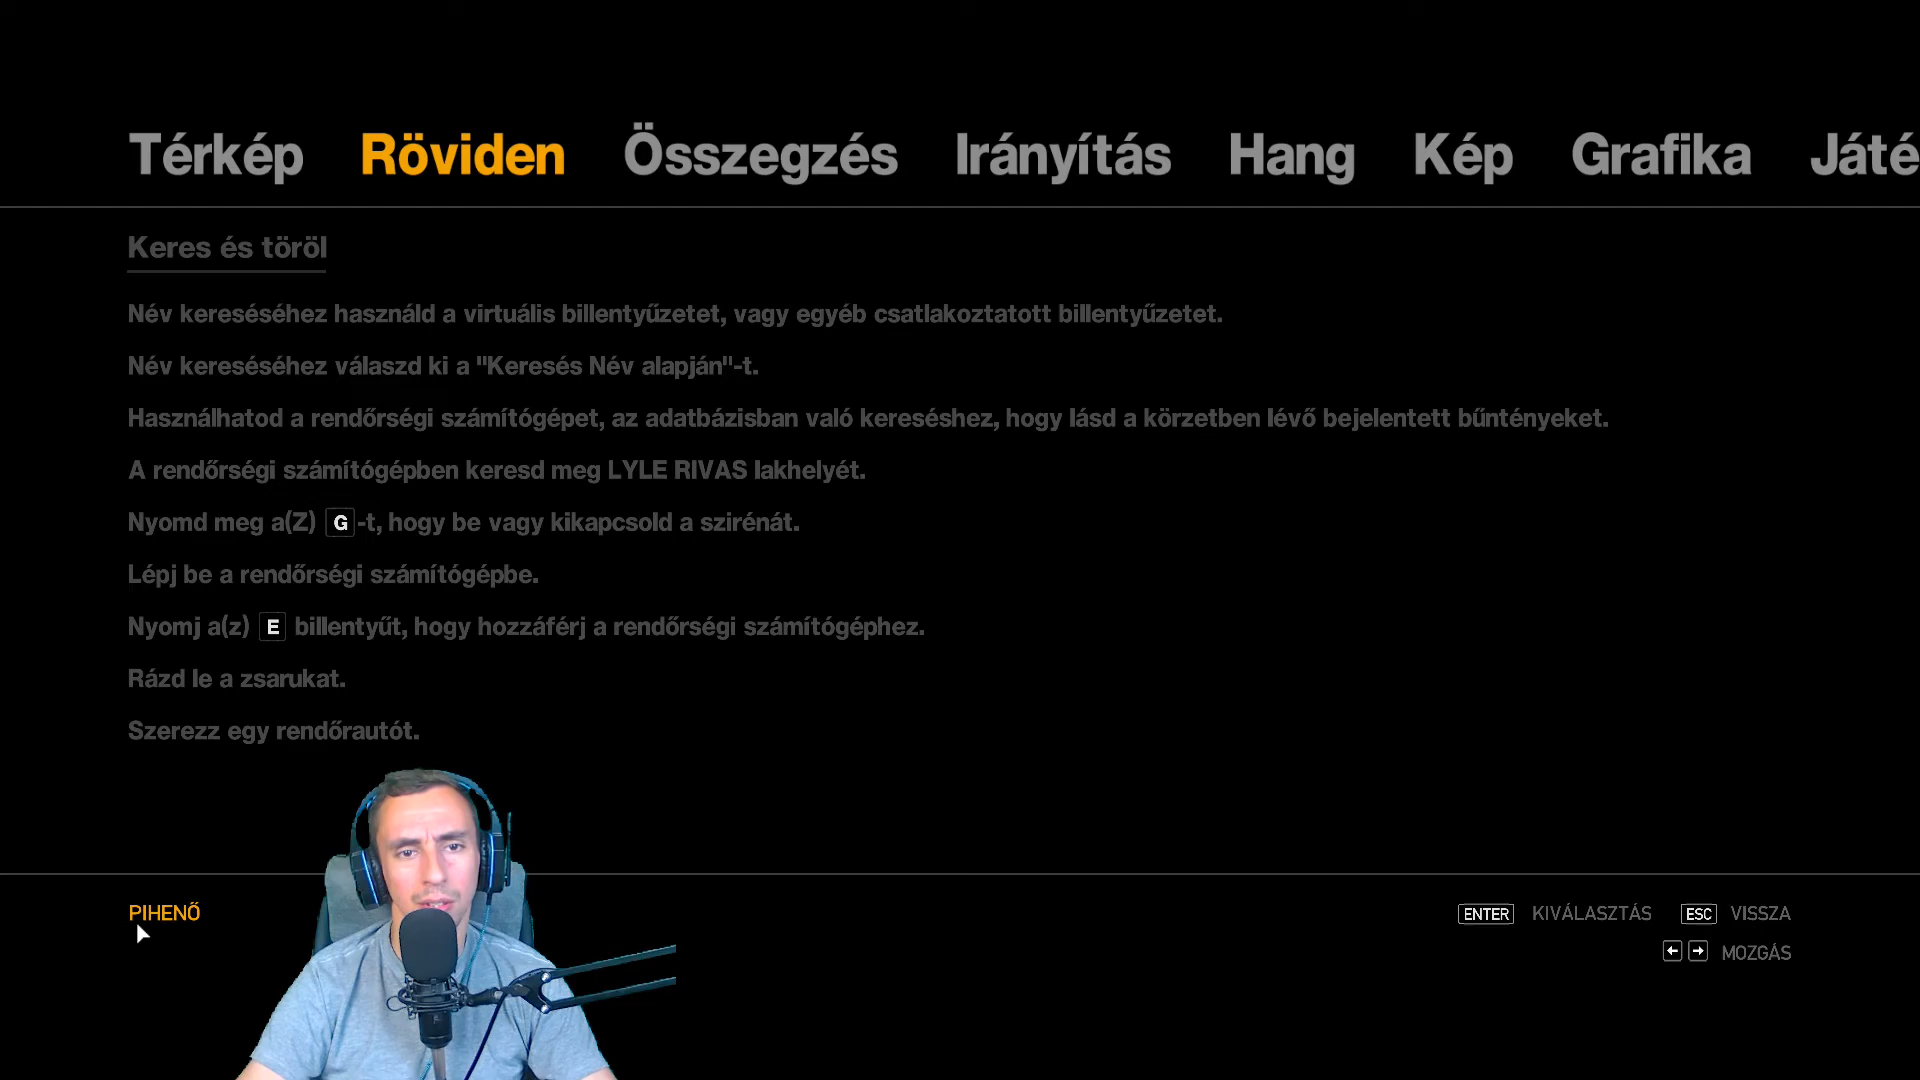 Térkép Röviden Összegzés Irányítás Hang Kép Grafika Játé
Keres és töröl
Név kereséséhez használd a virtuális billentyűzetet, vagy egyéb csatlakoztatott billentyűzetet.
Név kereséséhez válaszd ki a "Keresés Név alapján"-t.
Használhatod a rendőrségi számítógépet, az adatbázisban való kereséshez, hogy lásd a körzetben lévő bejelentett bűntényeket.
A rendőrségi számítógépben keresd meg LYLE RIVAS lakhelyét.
Nyomd meg a(Z) G -t, hogy be vagy kikapcsold a szirénát.
Lépj be a rendőrségi számítógépbe.
Nyomj a(z) E billentyűt, hogy hozzáférj a rendőrségi számítógéphez.
Rázd le a zsarukat.
Szerezz egy rendőrautót.
PIHENŐ
ENTER KIVÁLASZTÁS ESC VISSZA
← → MOZGÁS